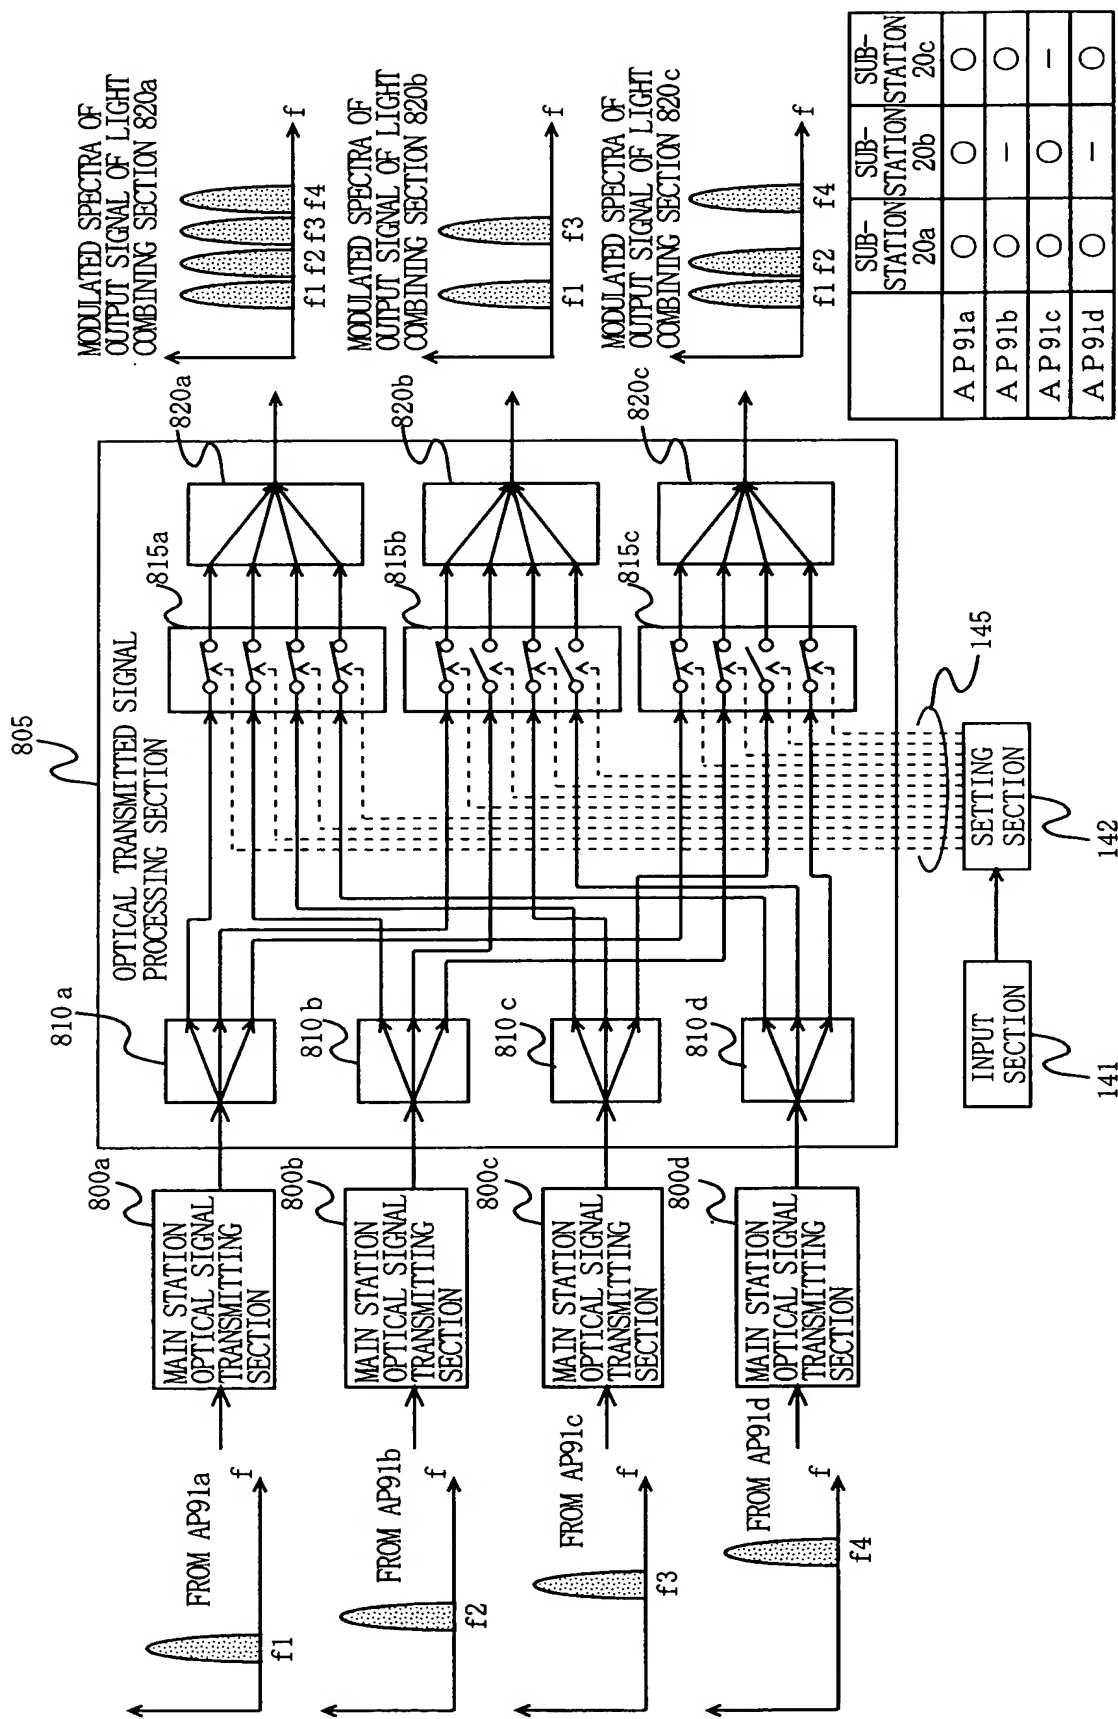 805
OPTICAL TRANSMITTED SIGNAL
PROCESSING SECTION
FROM AP91a
f
f1
MAIN STATION
OPTICAL SIGNAL
TRANSMITTING
SECTION
800a
810a
815a
820a
MODULATED SPECTRA OF
OUTPUT SIGNAL OF LIGHT
COMBINING SECTION 820a
f
f1 f2 f3 f4
FROM AP91b
f
f2
MAIN STATION
OPTICAL SIGNAL
TRANSMITTING
SECTION
800b
810b
815b
820b
MODULATED SPECTRA OF
OUTPUT SIGNAL OF LIGHT
COMBINING SECTION 820b
f
f1 f3
FROM AP91c
f
f3
MAIN STATION
OPTICAL SIGNAL
TRANSMITTING
SECTION
800c
810c
815c
820c
MODULATED SPECTRA OF
OUTPUT SIGNAL OF LIGHT
COMBINING SECTION 820c
f
f1 f2 f4
FROM AP91d
f
f4
MAIN STATION
OPTICAL SIGNAL
TRANSMITTING
SECTION
800d
810d
145
INPUT
SECTION
141
SETTING
SECTION
142
SUB-
STATION
20a
SUB-
STATION
20b
SUB-
STATION
20c
AP91a ○ ○ ○
AP91b ○ – ○
AP91c ○ ○ –
AP91d ○ – ○